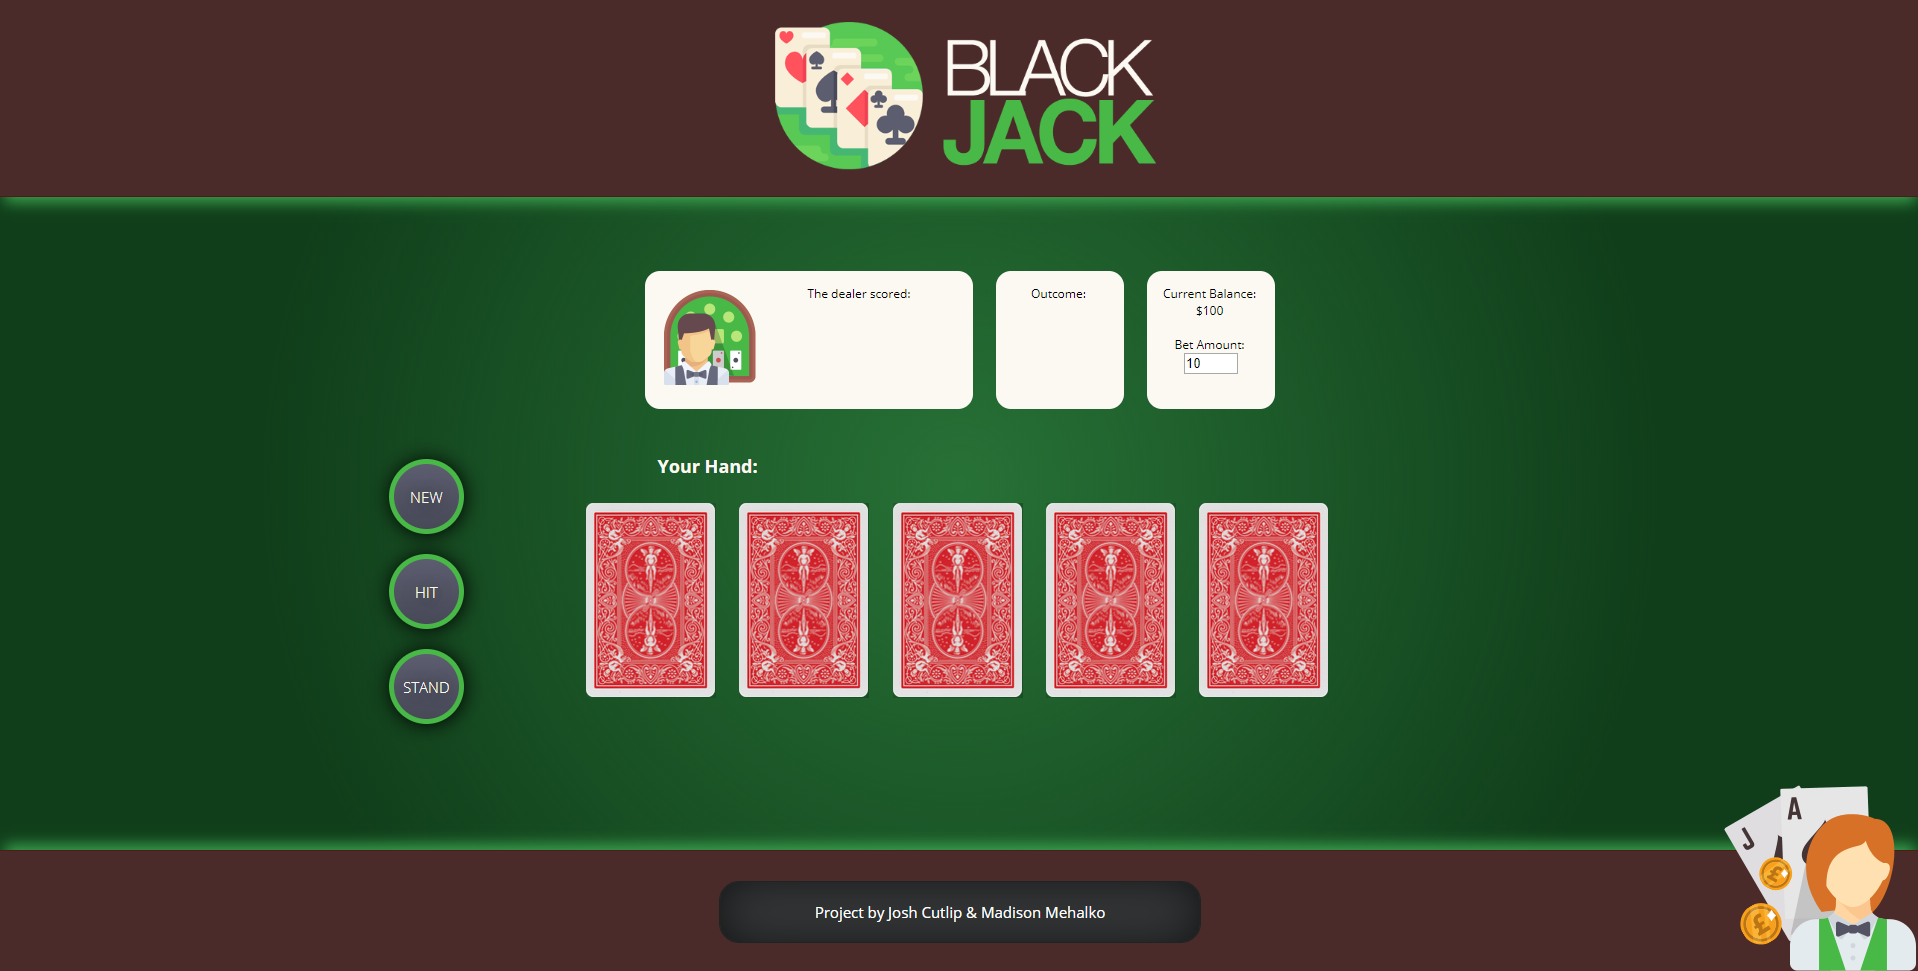 BLACK
JACK
The dealer scored:
Outcome:
Current Balance:
$100
Bet Amount:
10
Your Hand:
NEW
HIT
STAND
J
A
Project by Josh Cutlip & Madison Mehalko
£
£